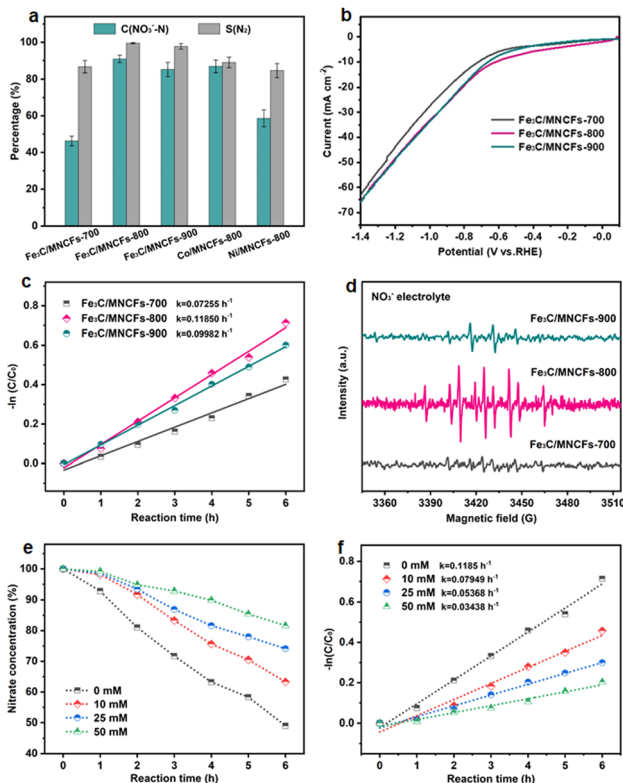 a
C(NO₃⁻-N)
S(N₂)
Percentage (%)
100
80
60
40
20
0
Fe₃C/MNCFs-700
Fe₃C/MNCFs-800
Fe₃C/MNCFs-900
Co/MNCFs-800
Ni/MNCFs-800
b
Current (mA cm⁻²)
0
-10
-20
-30
-40
-50
-60
-70
Fe₃C/MNCFs-700
Fe₃C/MNCFs-800
Fe₃C/MNCFs-900
-1.4 -1.2 -1.0 -0.8 -0.6 -0.4 -0.2 0.0
Potential (V vs.RHE)
c
-ln (C/C₀)
0.8
0.6
0.4
0.2
0.0
Fe₃C/MNCFs-700 k=0.07255 h⁻¹
Fe₃C/MNCFs-800 k=0.11850 h⁻¹
Fe₃C/MNCFs-900 k=0.09982 h⁻¹
0 1 2 3 4 5 6
Reaction time (h)
d
NO₃⁻ electrolyte
Intensity (a.u.)
Fe₃C/MNCFs-900
Fe₃C/MNCFs-800
Fe₃C/MNCFs-700
3360 3390 3420 3450 3480 3510
Magnetic field (G)
e
Nitrate concentration (%)
100
95
90
85
80
75
70
65
60
55
50
45
40
0 mM
10 mM
25 mM
50 mM
0 1 2 3 4 5 6
Reaction time (h)
f
-ln(C/C₀)
0.8
0.6
0.4
0.2
0.0
0 mM k=0.1185 h⁻¹
10 mM k=0.07949 h⁻¹
25 mM k=0.05368 h⁻¹
50 mM k=0.03438 h⁻¹
0 1 2 3 4 5 6
Reaction time (h)